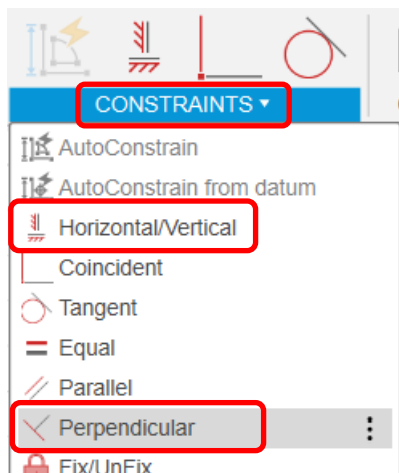 CONSTRAINTS
AutoConstrain
AutoConstrain from datum
Horizontal/Vertical
Coincident
Tangent
Equal
Parallel
Perpendicular
Fix/UnFix